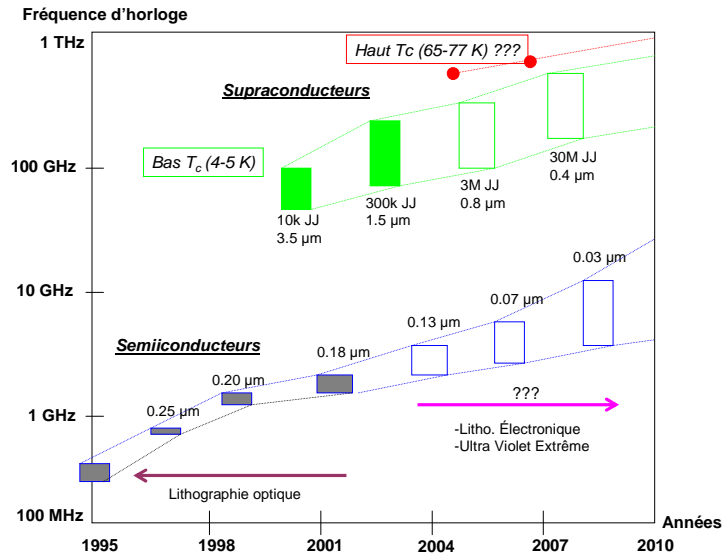 Fréquence d'horloge
1 THz
Haut Tc (65-77 K) ???
Supraconducteurs
Bas Tc (4-5 K)
100 GHz
10k JJ
3.5 µm
300k JJ
1.5 µm
3M JJ
0.8 µm
30M JJ
0.4 µm
10 GHz
0.03 µm
0.07 µm
0.13 µm
Semiiconducteurs
0.18 µm
0.20 µm
0.25 µm
1 GHz
???
-Litho. Électronique
-Ultra Violet Extrême
Lithographie optique
100 MHz
Années
1995
1998
2001
2004
2007
2010